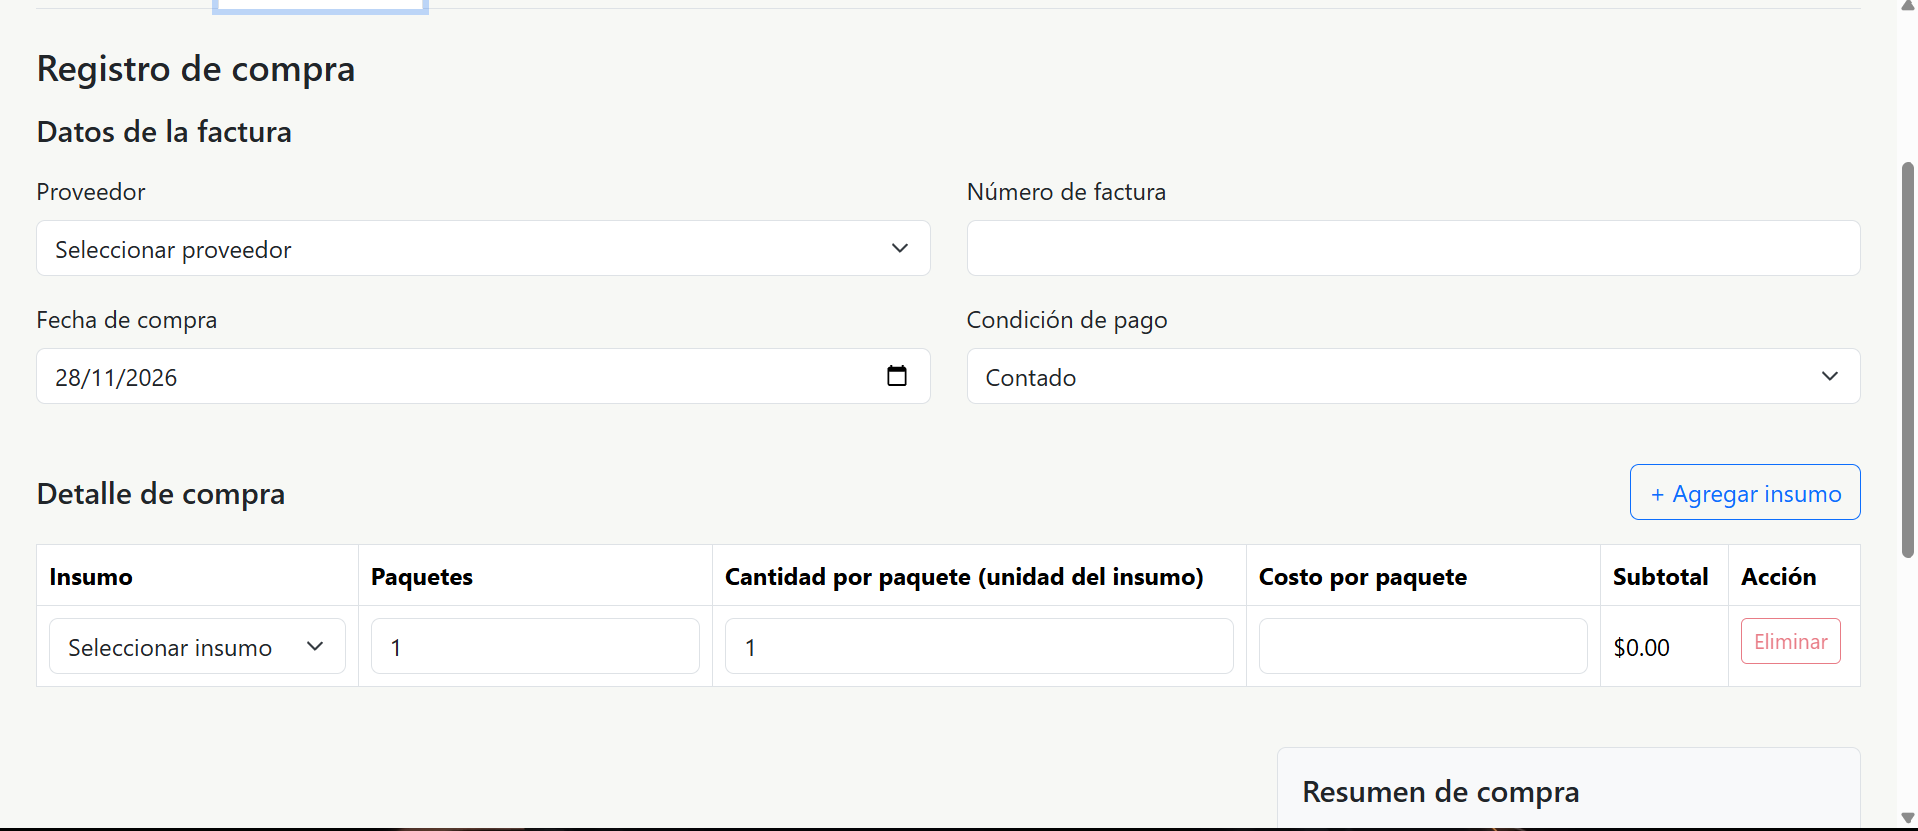 Registro de compra
Datos de la factura
Proveedor
Número de factura
Seleccionar proveedor
Fecha de compra
Condición de pago
28/11/2026
Contado
Detalle de compra
+ Agregar insumo
Insumo Paquetes Cantidad por paquete (unidad del insumo) Costo por paquete Subtotal Acción
Seleccionar insumo 1 1 $0.00 Eliminar
Resumen de compra